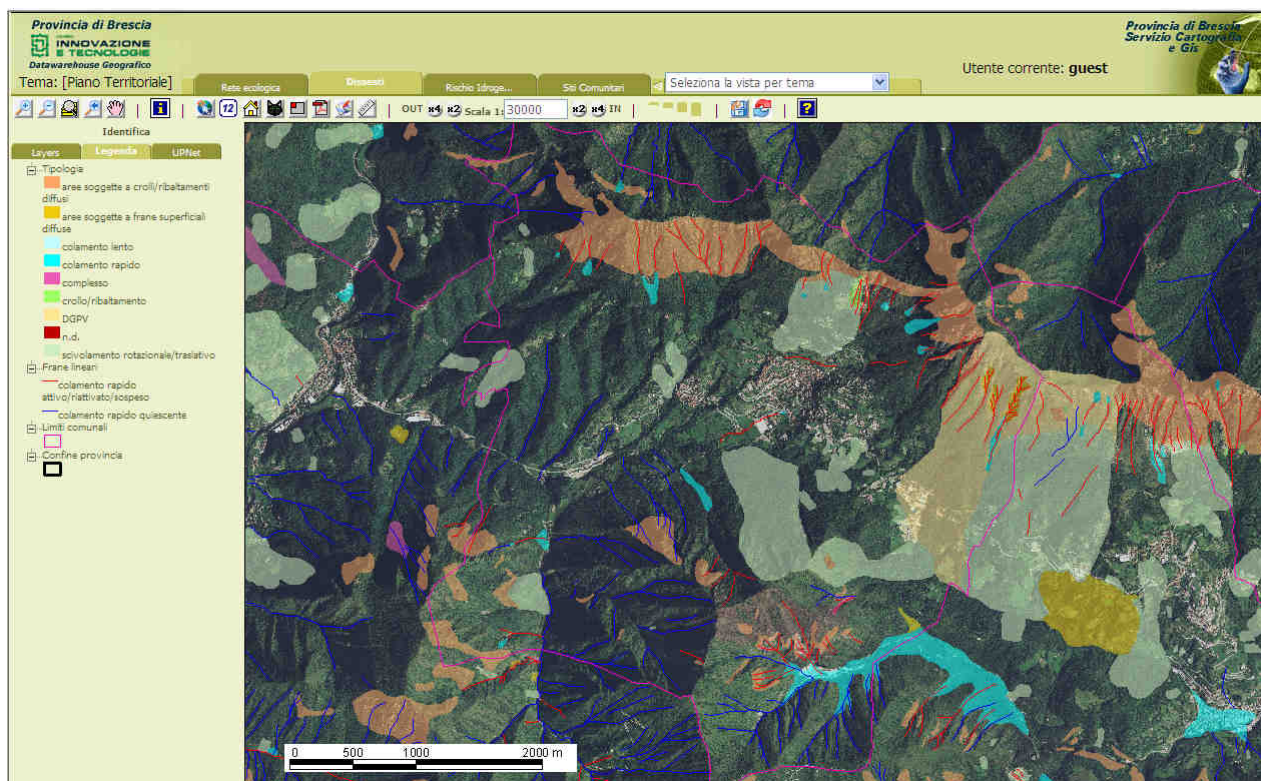 Provincia di Brescia
INNOVAZIONE
E TECNOLOGIE
Datawarehouse Geografico
Provincia di Brescia
Servizio Cartografia
e Gis
Utente corrente: guest
Tema: [Piano Territoriale]
Rete ecologica
Dissesti
Rischio Idroge...
Siti Comunitari
Seleziona la vista per tema
12
OUT x4 x2 Scala 1: 30000 x2 x4 IN
Identifica
Layers
Legenda
UPNet
Tipologia
aree soggette a crolli/ribaltamenti
diffusi
aree soggette a frane superficiali
diffuse
colamento lento
colamento rapido
complesso
crollo/ribaltamento
DGPV
n.d.
scivolamento rotazionale/traslativo
Frane lineari
colamento rapido
attivo/riattivato/sospeso
colamento rapido quiescente
Limiti comunali
Confine provincia
0 500 1000 2000 m